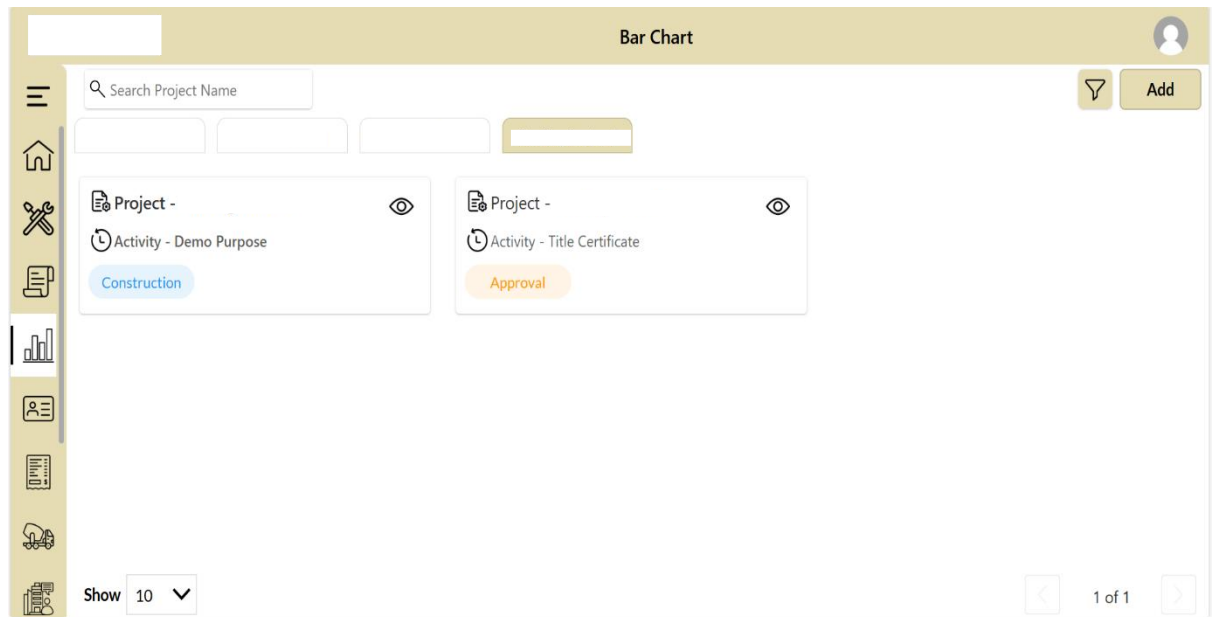 Bar Chart
Search Project Name
Add
Project -
Activity - Demo Purpose
Construction
Project -
Activity - Title Certificate
Approval
Show 10
1 of 1